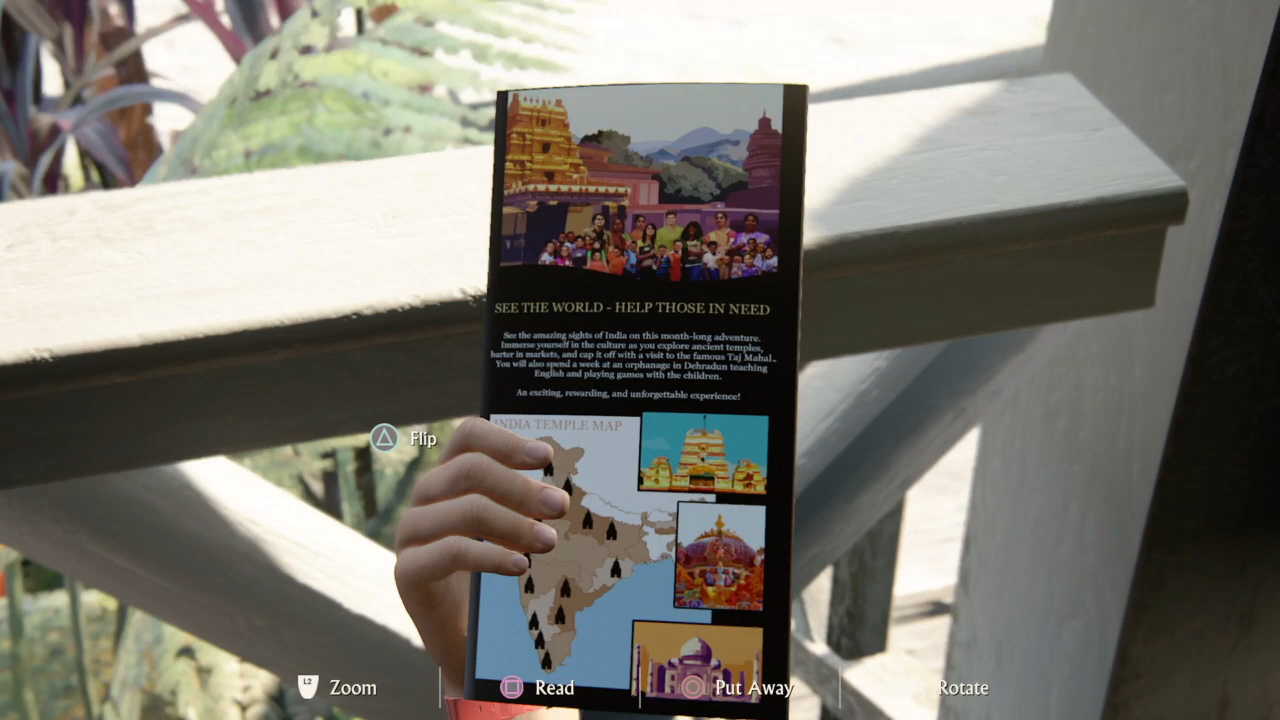 SEE THE WORLD - HELP THOSE IN NEED
See the amazing sights of India on this month-long adventure.
Immerse yourself in the culture as you explore ancient temples,
barter in markets, and cap it off with a visit to the famous Taj Mahal.
You will also spend a week at an orphanage in Dehradun teaching
English and playing games with the children.
An exciting, rewarding, and unforgettable experience!
INDIA TEMPLE MAP
Flip
L2 Zoom
Read
Put Away
Rotate